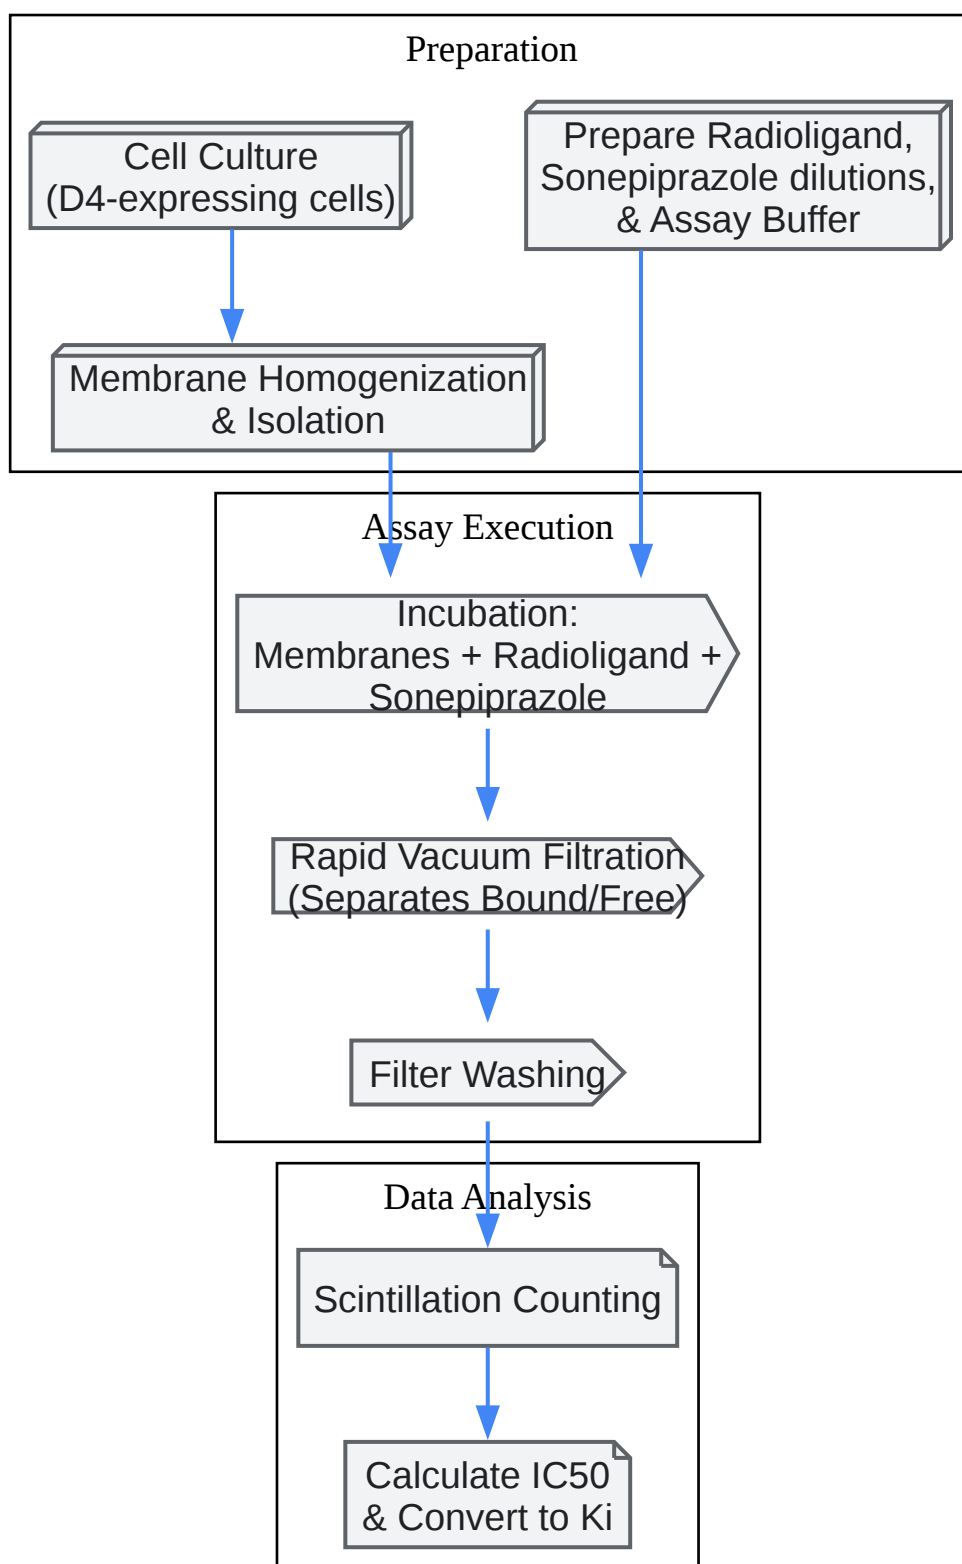 Preparation
Cell Culture
(D4-expressing cells)
Prepare Radioligand,
Sonepiprazole dilutions,
& Assay Buffer
Membrane Homogenization
& Isolation
Assay Execution
Incubation:
Membranes + Radioligand +
Sonepiprazole
Rapid Vacuum Filtration
(Separates Bound/Free)
Filter Washing
Data Analysis
Scintillation Counting
Calculate IC50
& Convert to Ki